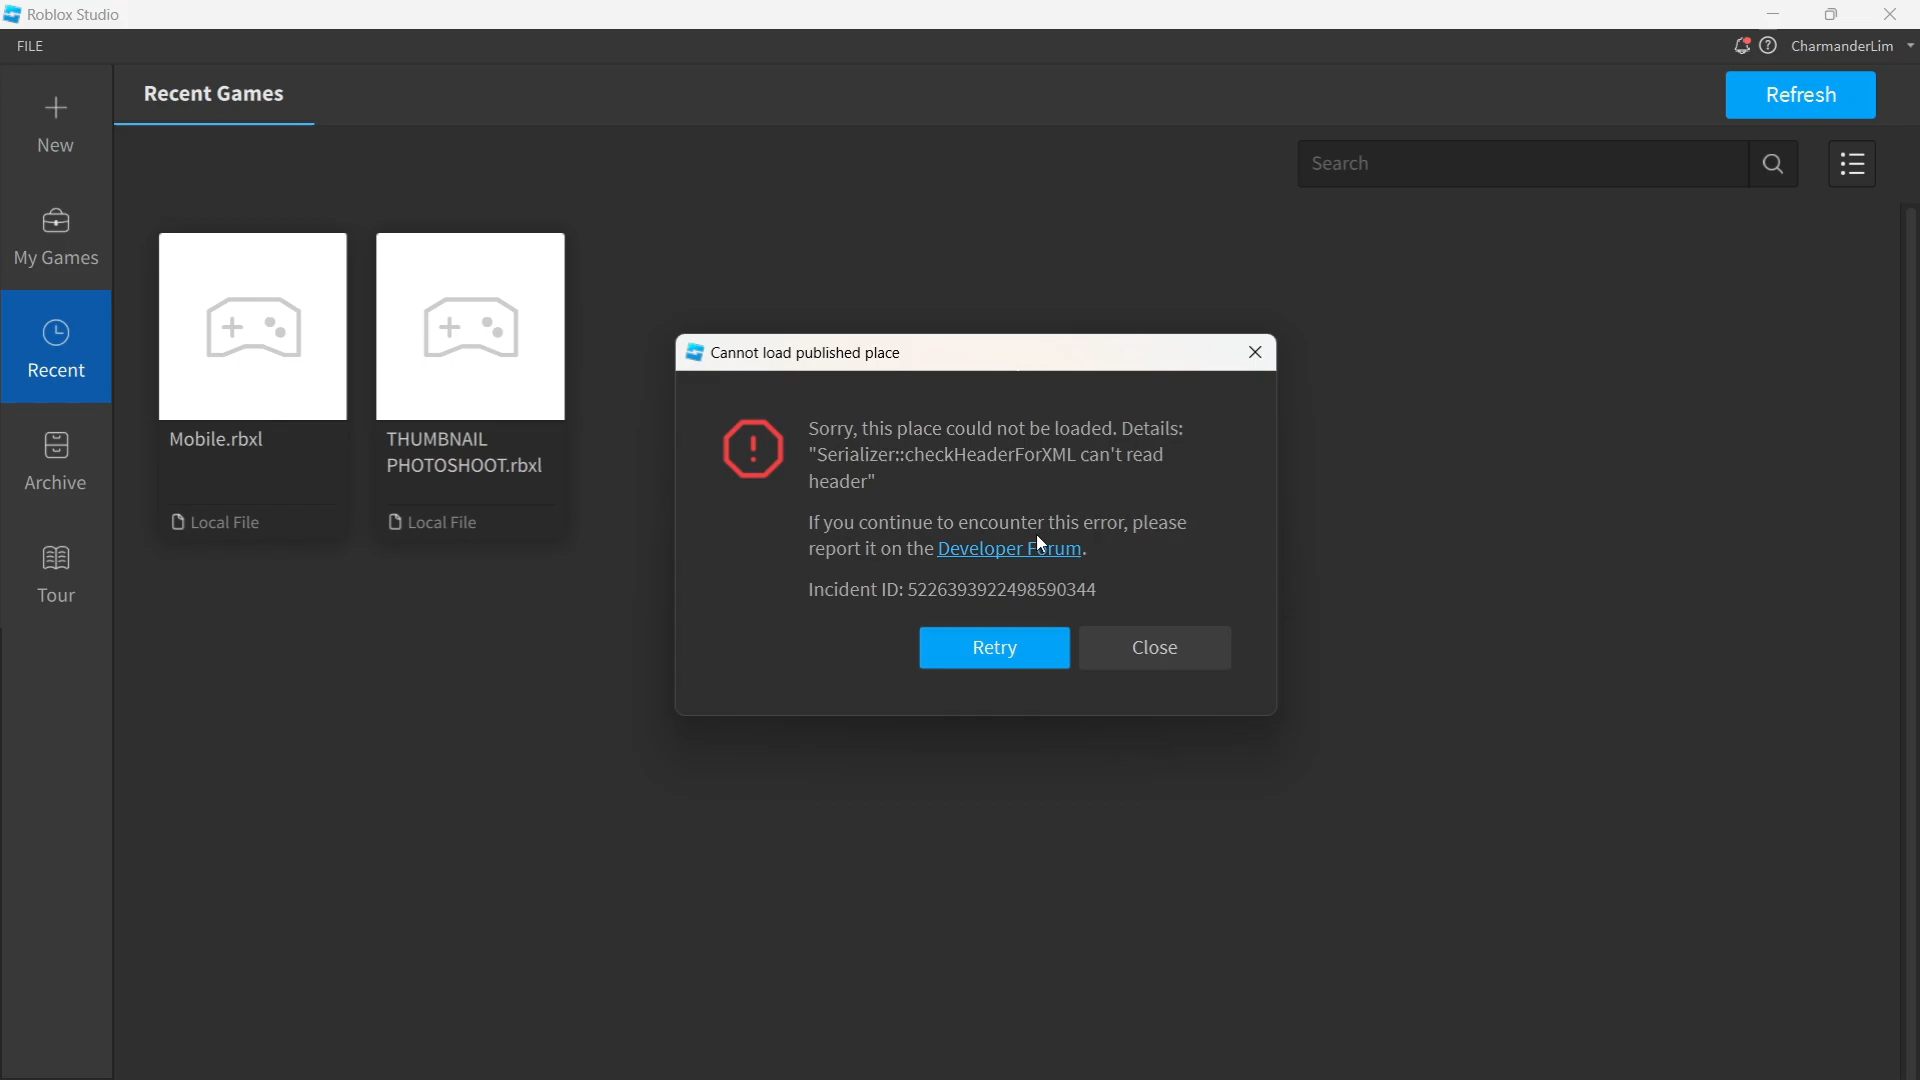 Roblox Studio
FILE
CharmanderLim
New
My Games
Recent
Archive
Tour
Recent Games
Refresh
Search
Mobile.rbxl
Local File
THUMBNAIL
PHOTOSHOOT.rbxl
Local File
Cannot load published place
Sorry, this place could not be loaded. Details:
"Serializer::checkHeaderForXML can't read
header"
If you continue to encounter this error, please
report it on the Developer Forum.
Incident ID: 5226393922498590344
Retry
Close